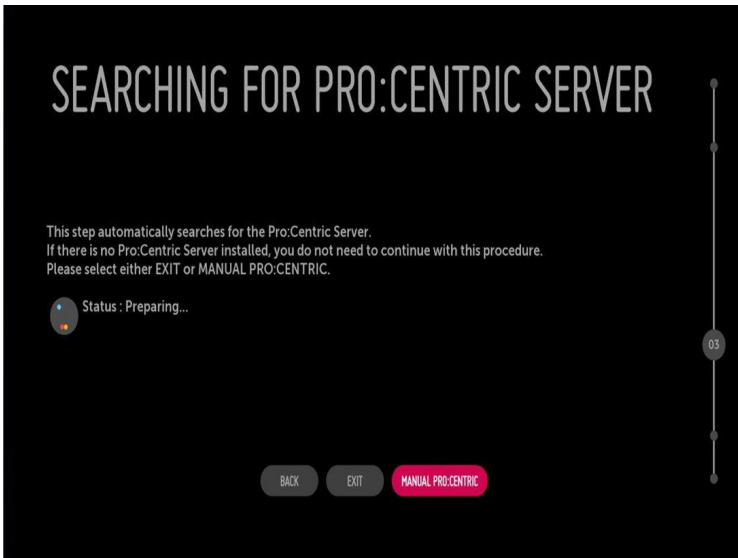 SEARCHING FOR PRO:CENTRIC SERVER
This step automatically searches for the Pro:Centric Server.
If there is no Pro:Centric Server installed, you do not need to continue with this procedure.
Please select either EXIT or MANUAL PRO:CENTRIC.
Status : Preparing...
03
BACK EXIT MANUAL PRO:CENTRIC